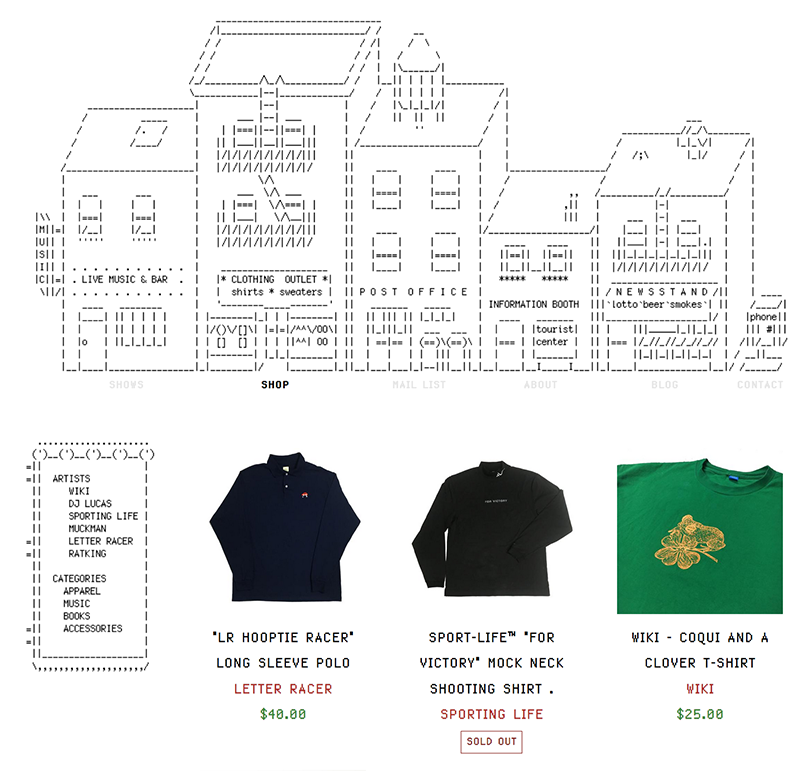 MUSIC
. LIVE MUSIC & BAR .
* CLOTHING OUTLET *
shirts * sweaters
POST OFFICE
INFORMATION BOOTH
tourist
center
NEWSSTAND
`lotto`beer`smokes`
phone
#
SHOWS
SHOP
MAIL LIST
ABOUT
BLOG
CONTACT
ARTISTS
WIKI
DJ LUCAS
SPORTING LIFE
MUCKMAN
LETTER RACER
RATKING
CATEGORIES
APPAREL
MUSIC
BOOKS
ACCESSORIES
FOR VICTORY
"LR HOOPTIE RACER"
LONG SLEEVE POLO
LETTER RACER
$40.00
SPORT-LIFE™ "FOR
VICTORY" MOCK NECK
SHOOTING SHIRT .
SPORTING LIFE
SOLD OUT
WIKI - COQUI AND A
CLOVER T-SHIRT
WIKI
$25.00